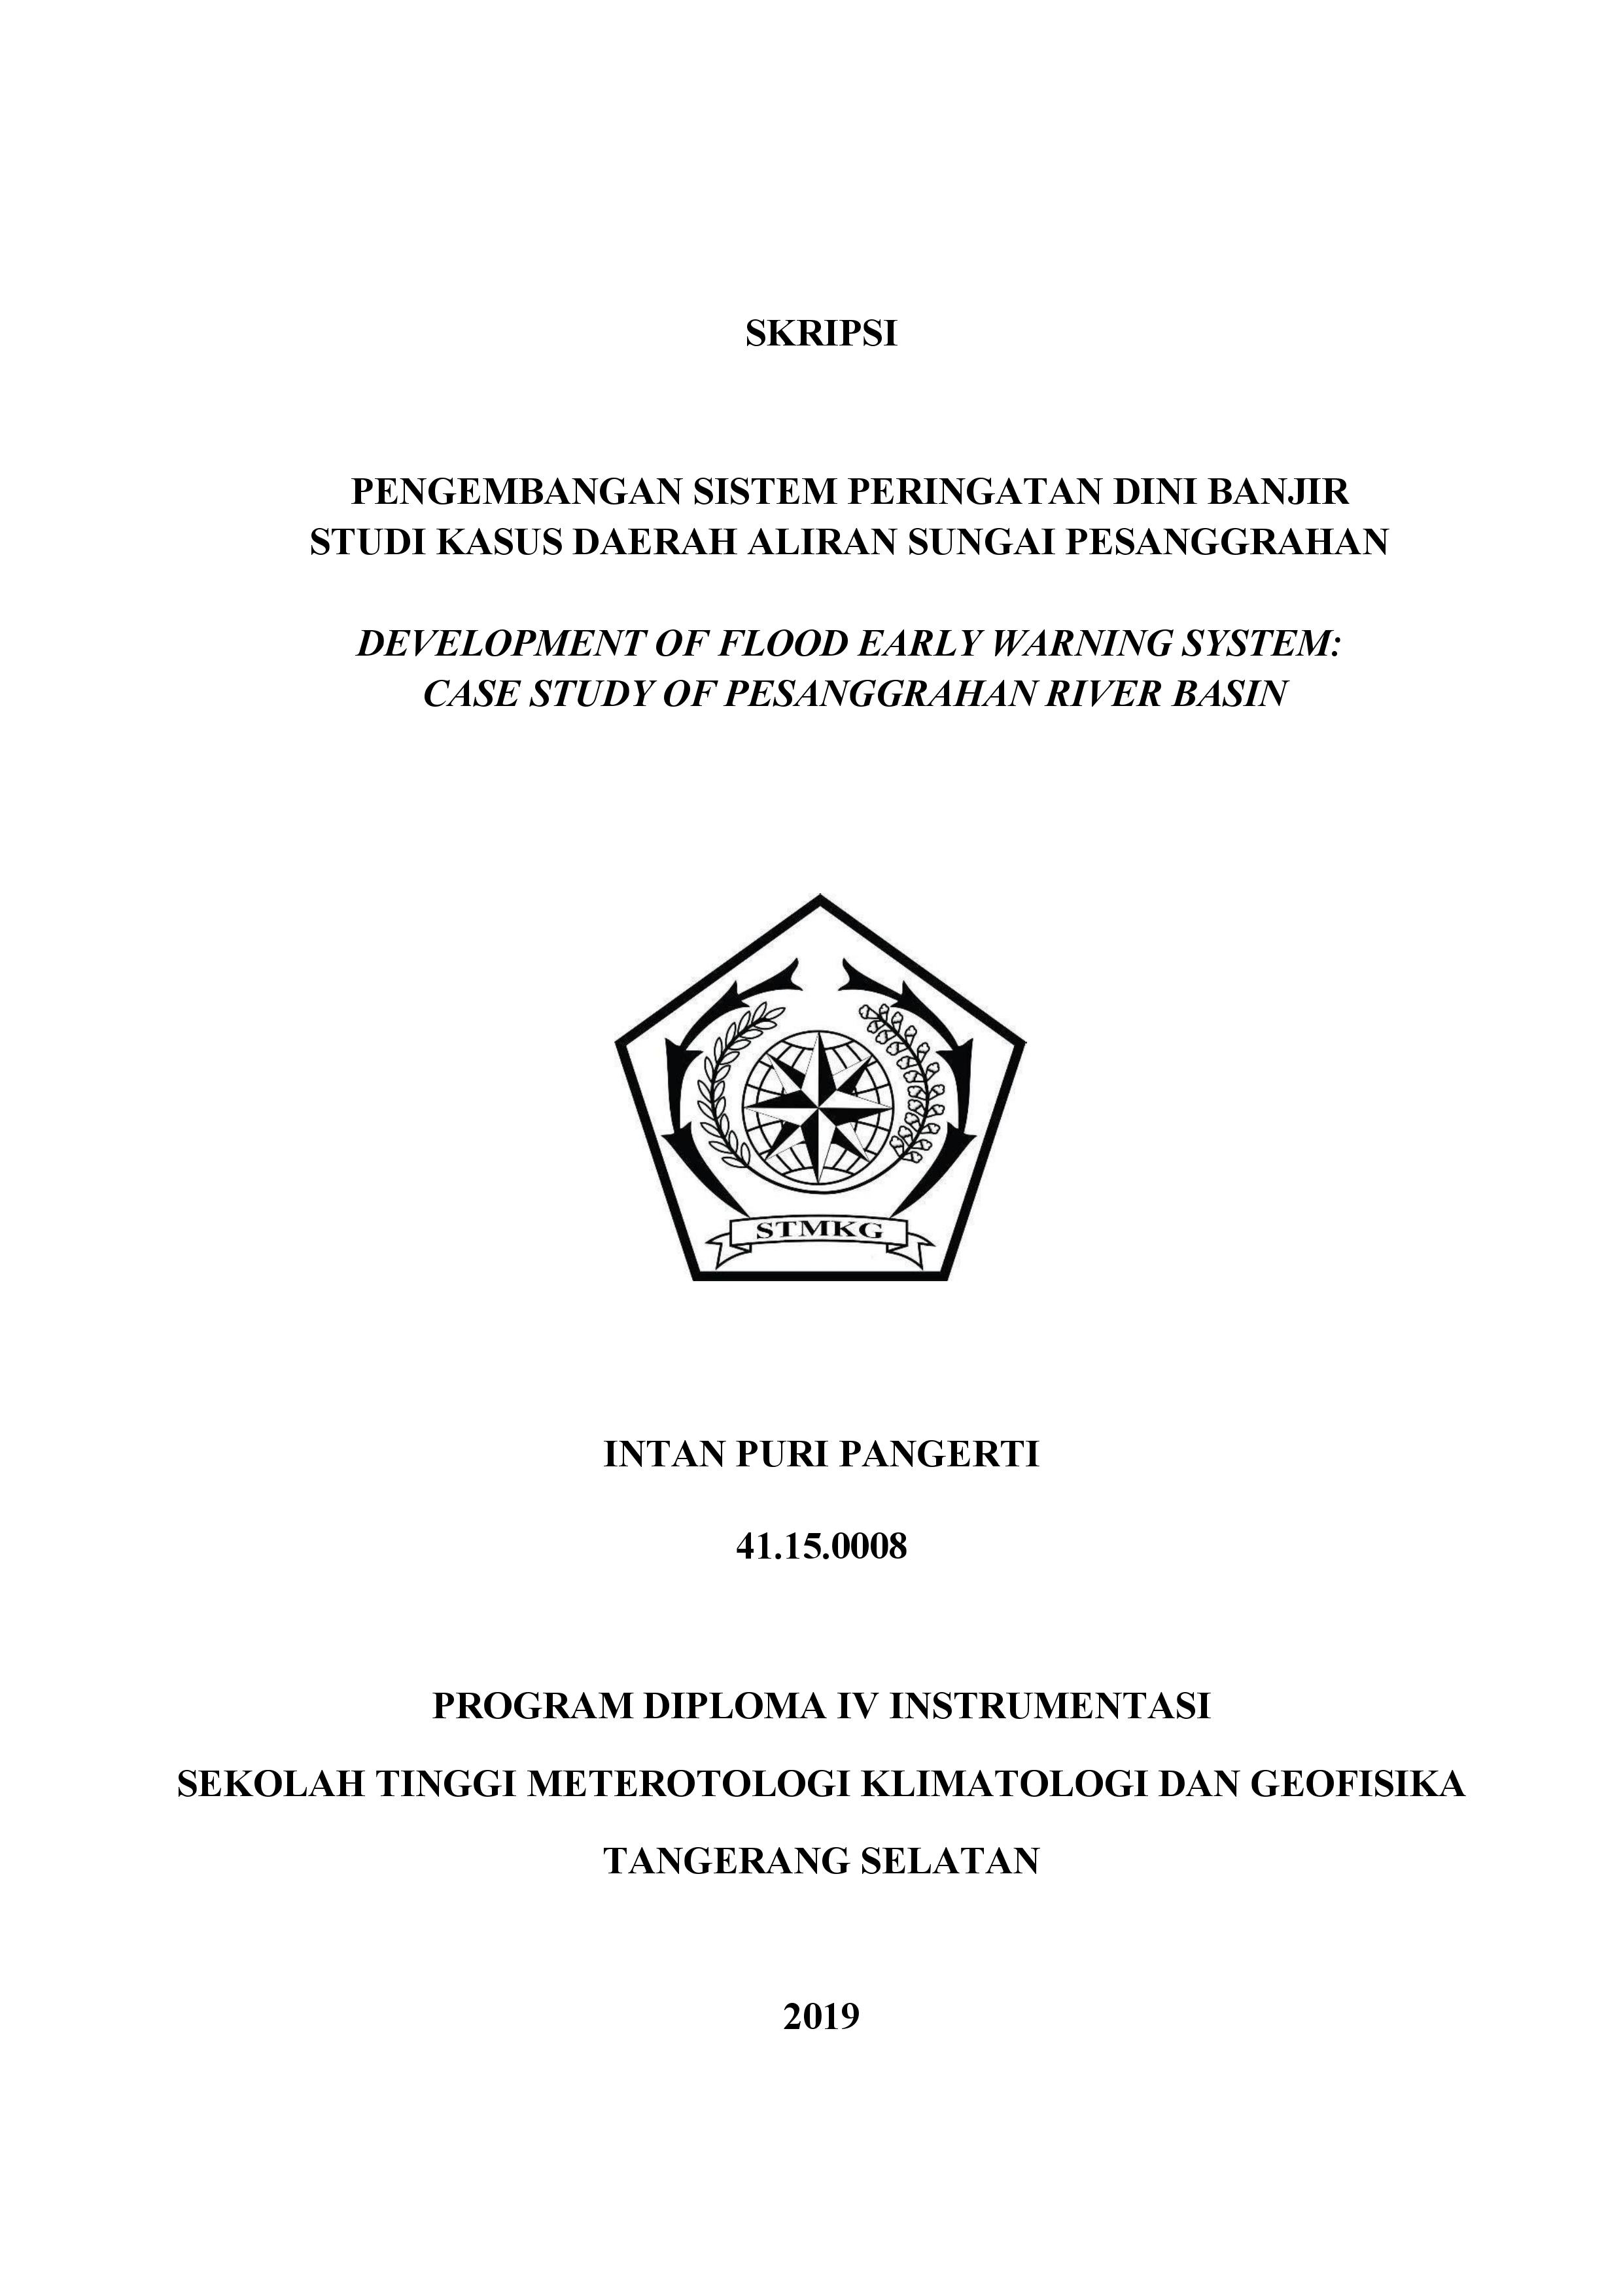 SKRIPSI
PENGEMBANGAN SISTEM PERINGATAN DINI BANJIR
STUDI KASUS DAERAH ALIRAN SUNGAI PESANGGRAHAN
DEVELOPMENT OF FLOOD EARLY WARNING SYSTEM:
CASE STUDY OF PESANGGRAHAN RIVER BASIN
STMKG
INTAN PURI PANGERTI
41.15.0008
PROGRAM DIPLOMA IV INSTRUMENTASI
SEKOLAH TINGGI METEROTOLOGI KLIMATOLOGI DAN GEOFISIKA
TANGERANG SELATAN
2019